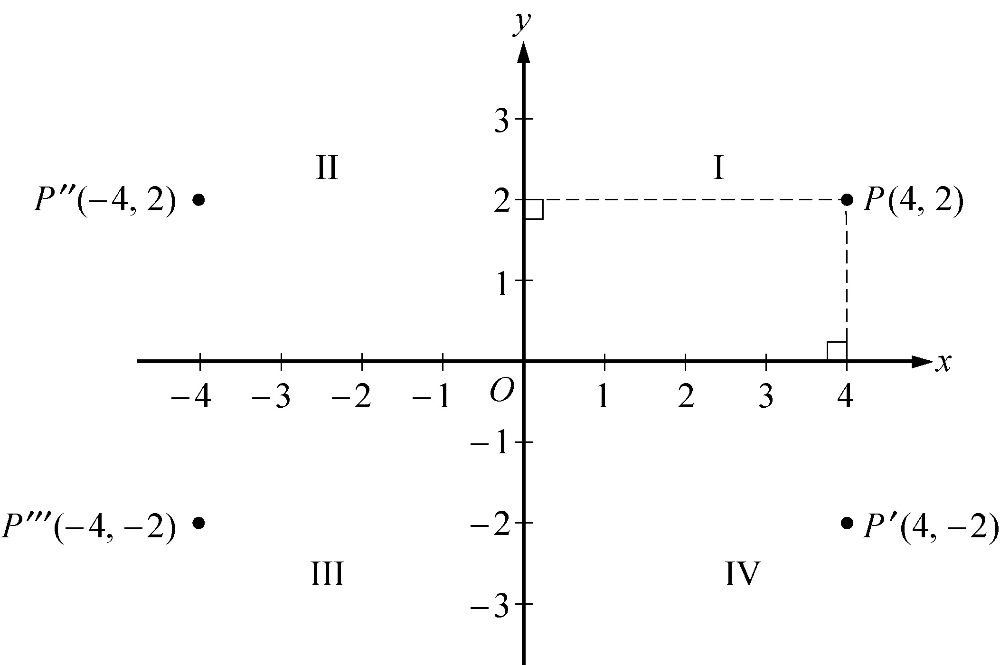 y
3
II I
P″(−4, 2) 2 P(4, 2)
1
x
−4 −3 −2 −1 O 1 2 3 4
−1
P‴(−4, −2) −2 P′(4, −2)
III IV
−3